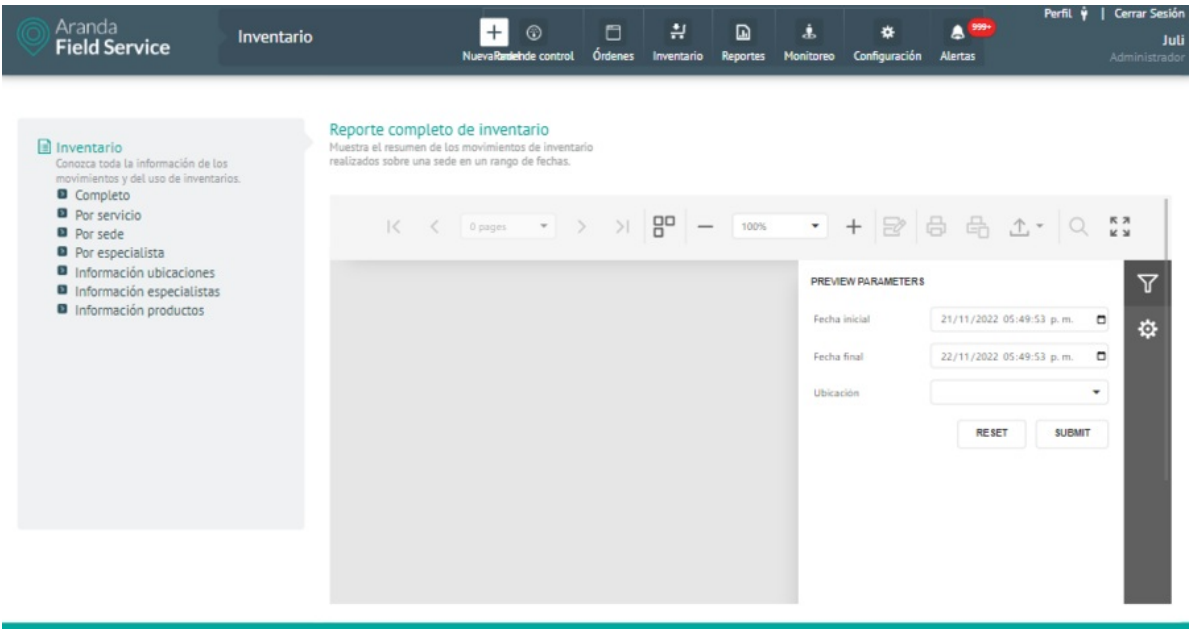 Aranda
Field Service
Inventario
Nueva orden
Panel de control
Órdenes
Inventario
Reportes
Monitoreo
Configuración
Alertas
999+
Perfil | Cerrar Sesión
Juli
Administrador
Inventario
Conozca toda la información de los
movimientos y del uso de inventarios.
Completo
Por servicio
Por sede
Por especialista
Información ubicaciones
Información especialistas
Información productos
Reporte completo de inventario
Muestra el resumen de los movimientos de inventario
realizados sobre una sede en un rango de fechas.
0 pages
100%
PREVIEW PARAMETERS
Fecha inicial 21/11/2022 05:49:53 p. m.
Fecha final 22/11/2022 05:49:53 p. m.
Ubicación
RESET SUBMIT